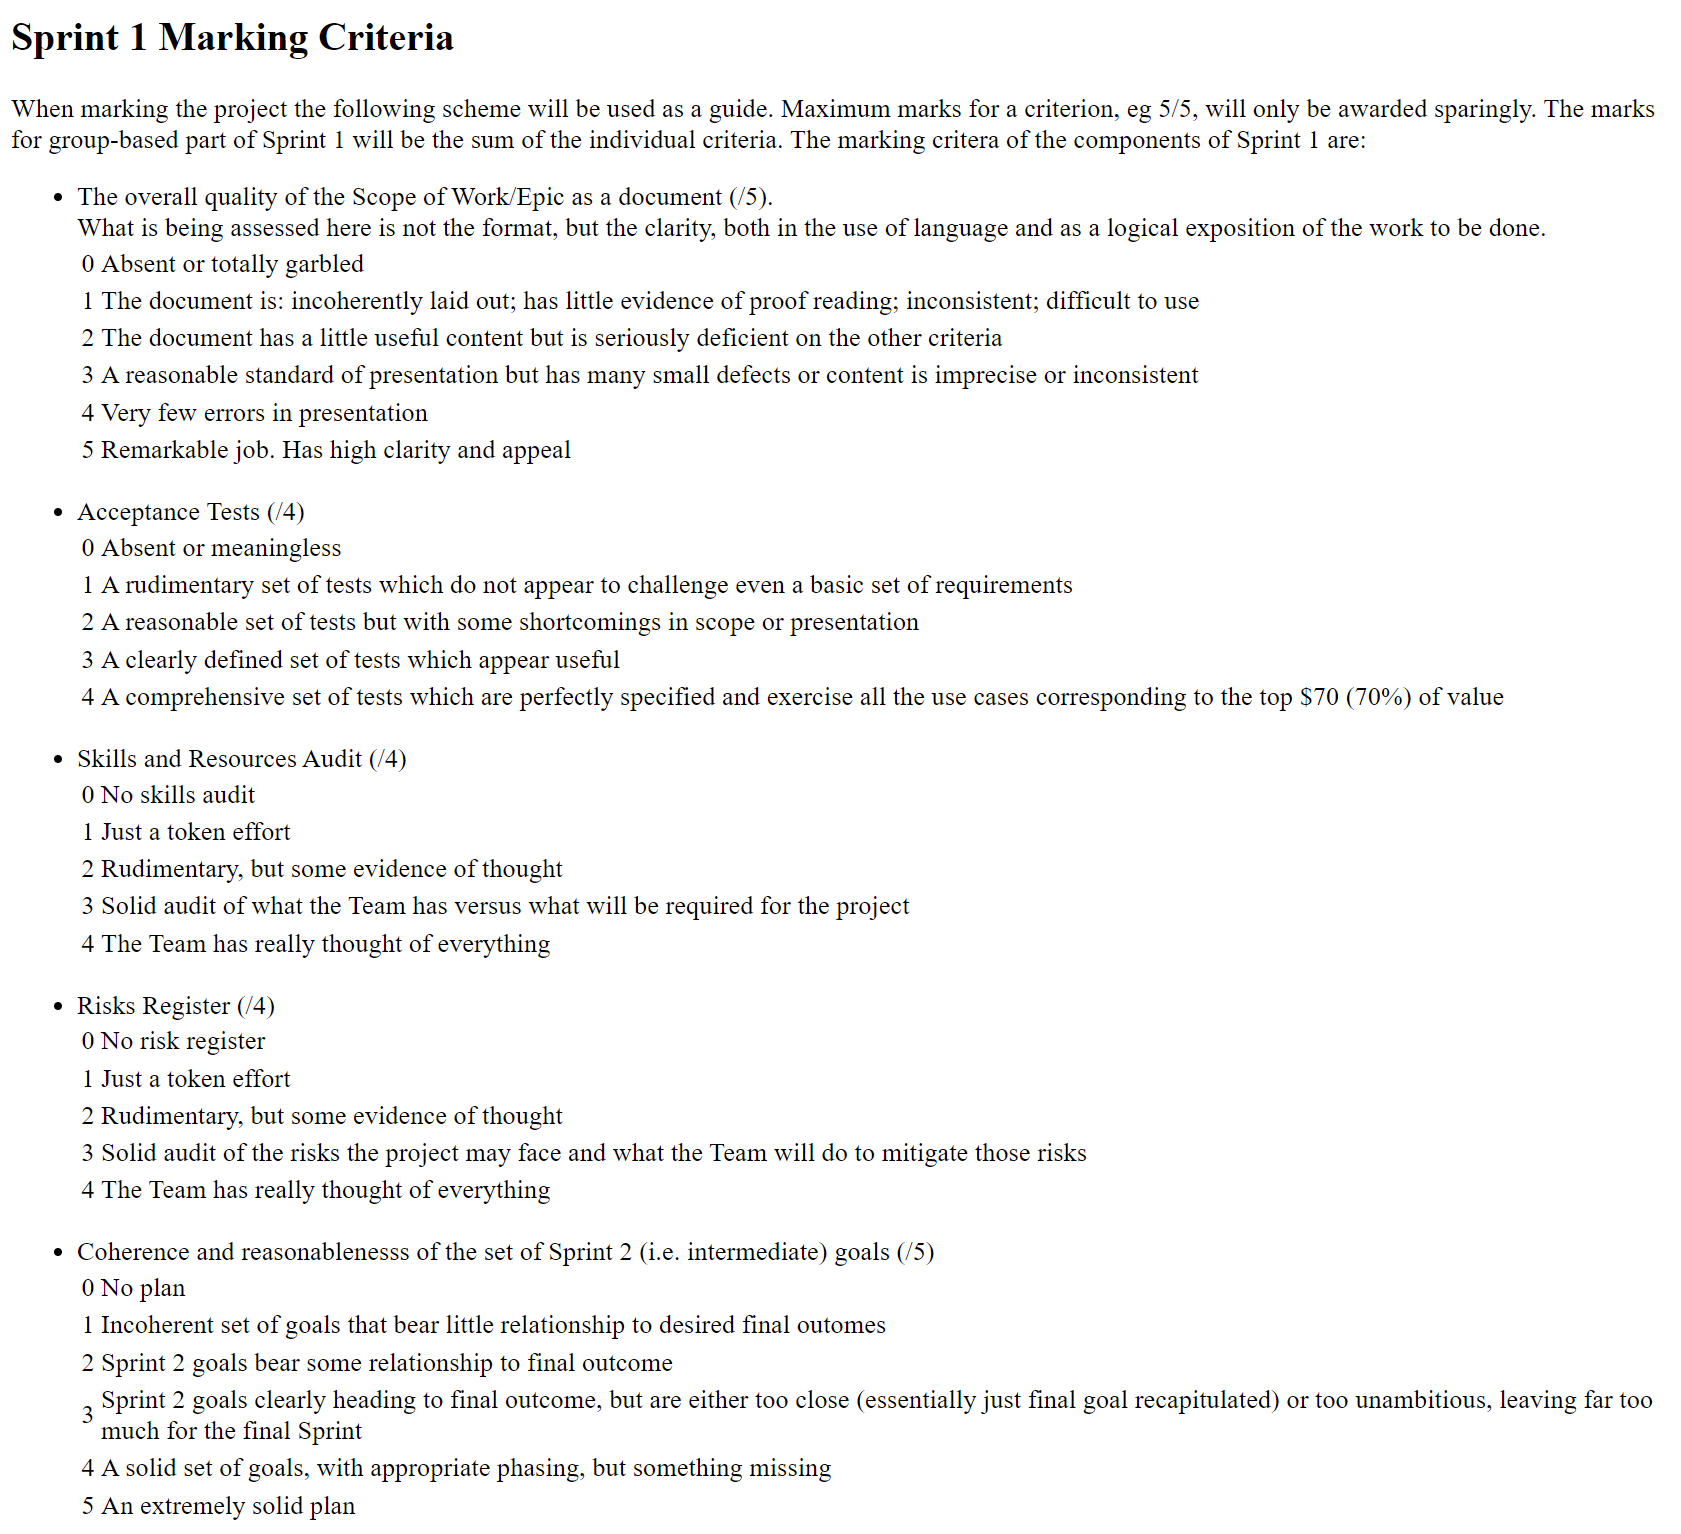 Sprint 1 Marking Criteria
When marking the project the following scheme will be used as a guide. Maximum marks for a criterion, eg 5/5, will only be awarded sparingly. The marks
for group-based part of Sprint 1 will be the sum of the individual criteria. The marking critera of the components of Sprint 1 are:
• The overall quality of the Scope of Work/Epic as a document (/5).
What is being assessed here is not the format, but the clarity, both in the use of language and as a logical exposition of the work to be done.
0 Absent or totally garbled
1 The document is: incoherently laid out; has little evidence of proof reading; inconsistent; difficult to use
2 The document has a little useful content but is seriously deficient on the other criteria
3 A reasonable standard of presentation but has many small defects or content is imprecise or inconsistent
4 Very few errors in presentation
5 Remarkable job. Has high clarity and appeal
• Acceptance Tests (/4)
0 Absent or meaningless
1 A rudimentary set of tests which do not appear to challenge even a basic set of requirements
2 A reasonable set of tests but with some shortcomings in scope or presentation
3 A clearly defined set of tests which appear useful
4 A comprehensive set of tests which are perfectly specified and exercise all the use cases corresponding to the top $70 (70%) of value
• Skills and Resources Audit (/4)
0 No skills audit
1 Just a token effort
2 Rudimentary, but some evidence of thought
3 Solid audit of what the Team has versus what will be required for the project
4 The Team has really thought of everything
• Risks Register (/4)
0 No risk register
1 Just a token effort
2 Rudimentary, but some evidence of thought
3 Solid audit of the risks the project may face and what the Team will do to mitigate those risks
4 The Team has really thought of everything
• Coherence and reasonablenesss of the set of Sprint 2 (i.e. intermediate) goals (/5)
0 No plan
1 Incoherent set of goals that bear little relationship to desired final outomes
2 Sprint 2 goals bear some relationship to final outcome
3 Sprint 2 goals clearly heading to final outcome, but are either too close (essentially just final goal recapitulated) or too unambitious, leaving far too
much for the final Sprint
4 A solid set of goals, with appropriate phasing, but something missing
5 An extremely solid plan